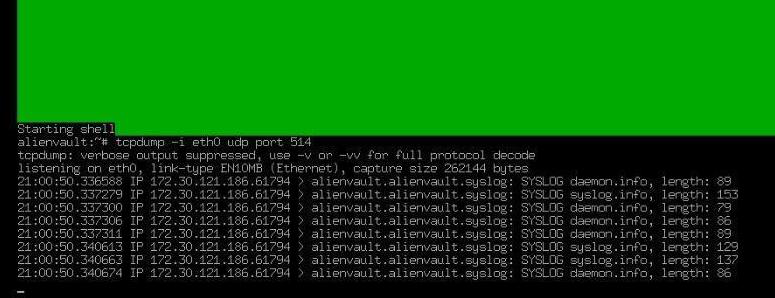 Starting shell
alienvault:~# tcpdump -i eth0 udp port 514
tcpdump: verbose output suppressed, use -v or -vv for full protocol decode
listening on eth0, link-type EN10MB (Ethernet), capture size 262144 bytes
21:00:50.336588 IP 172.30.121.186.61794 > alienvault.alienvault.syslog: SYSLOG daemon.info, length: 89
21:00:50.337279 IP 172.30.121.186.61794 > alienvault.alienvault.syslog: SYSLOG syslog.info, length: 153
21:00:50.337300 IP 172.30.121.186.61794 > alienvault.alienvault.syslog: SYSLOG daemon.info, length: 79
21:00:50.337306 IP 172.30.121.186.61794 > alienvault.alienvault.syslog: SYSLOG daemon.info, length: 86
21:00:50.337311 IP 172.30.121.186.61794 > alienvault.alienvault.syslog: SYSLOG daemon.info, length: 89
21:00:50.340613 IP 172.30.121.186.61794 > alienvault.alienvault.syslog: SYSLOG syslog.info, length: 129
21:00:50.340663 IP 172.30.121.186.61794 > alienvault.alienvault.syslog: SYSLOG syslog.info, length: 137
21:00:50.340674 IP 172.30.121.186.61794 > alienvault.alienvault.syslog: SYSLOG daemon.info, length: 86